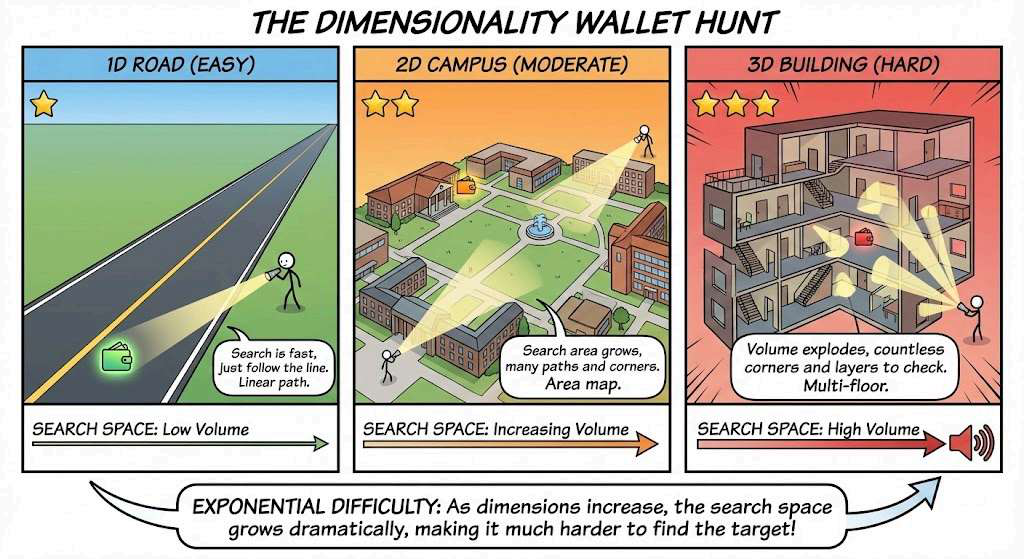 THE DIMENSIONALITY WALLET HUNT
1D ROAD (EASY)
Search is fast,
just follow the line.
Linear path.
SEARCH SPACE: Low Volume
2D CAMPUS (MODERATE)
Search area grows,
many paths and corners.
Area map.
SEARCH SPACE: Increasing Volume
3D BUILDING (HARD)
Volume explodes, countless
corners and layers to check.
Multi-floor.
SEARCH SPACE: High Volume
EXPONENTIAL DIFFICULTY: As dimensions increase, the search space
grows dramatically, making it much harder to find the target!